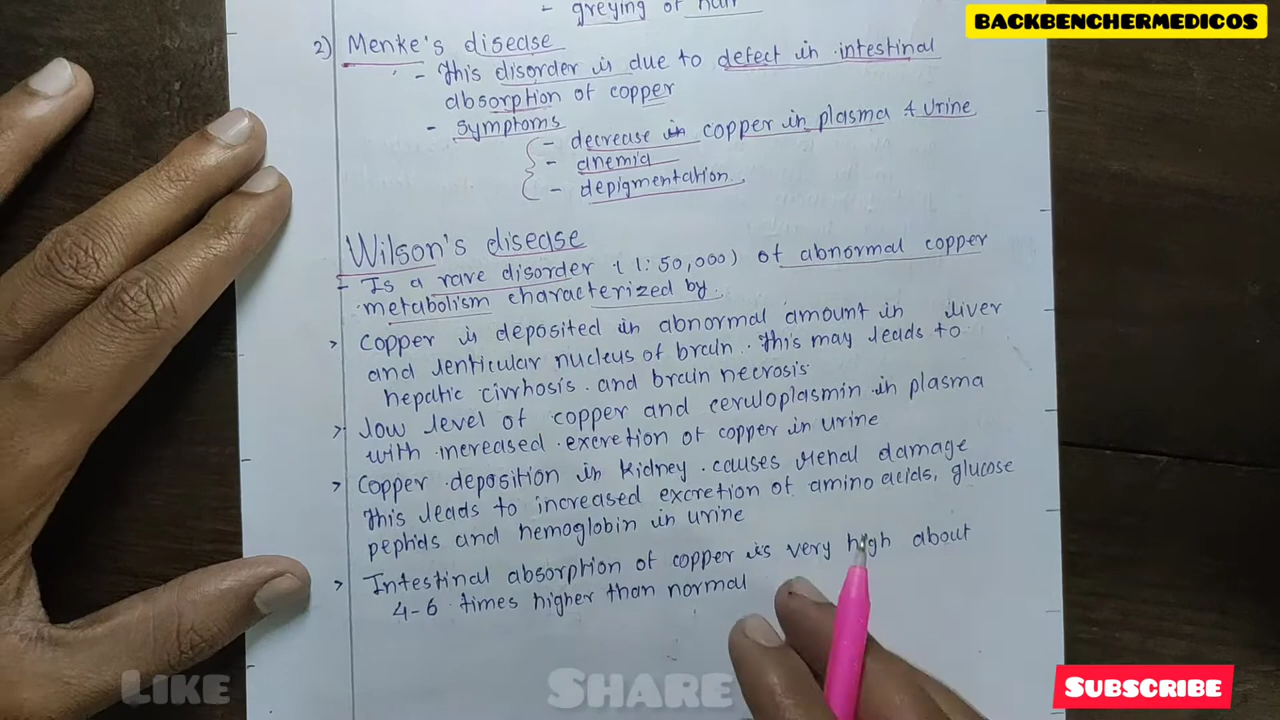 - greying of hair
BACKBENCHERMEDICOS
2) Menke's disease
- This disorder is due to defect in intestinal
absorption of copper
- symptoms
- decrease in copper in plasma & urine
- anemia
- depigmentation
Wilson's disease
- Is a rare disorder (1:50,000) of abnormal copper
metabolism characterized by
> Copper is deposited in abnormal amount in liver
and lenticular nucleus of brain. This may leads to
hepatic cirrhosis and brain necrosis.
> low level of copper and ceruloplasmin in plasma
with increased excretion of copper in urine
> Copper deposition in kidney causes renal damage
This leads to increased excretion of amino acids, glucose
peptids and hemoglobin in urine
> Intestinal absorption of copper is very high about
4-6 times higher than normal
LIKE
SHARE
SUBSCRIBE